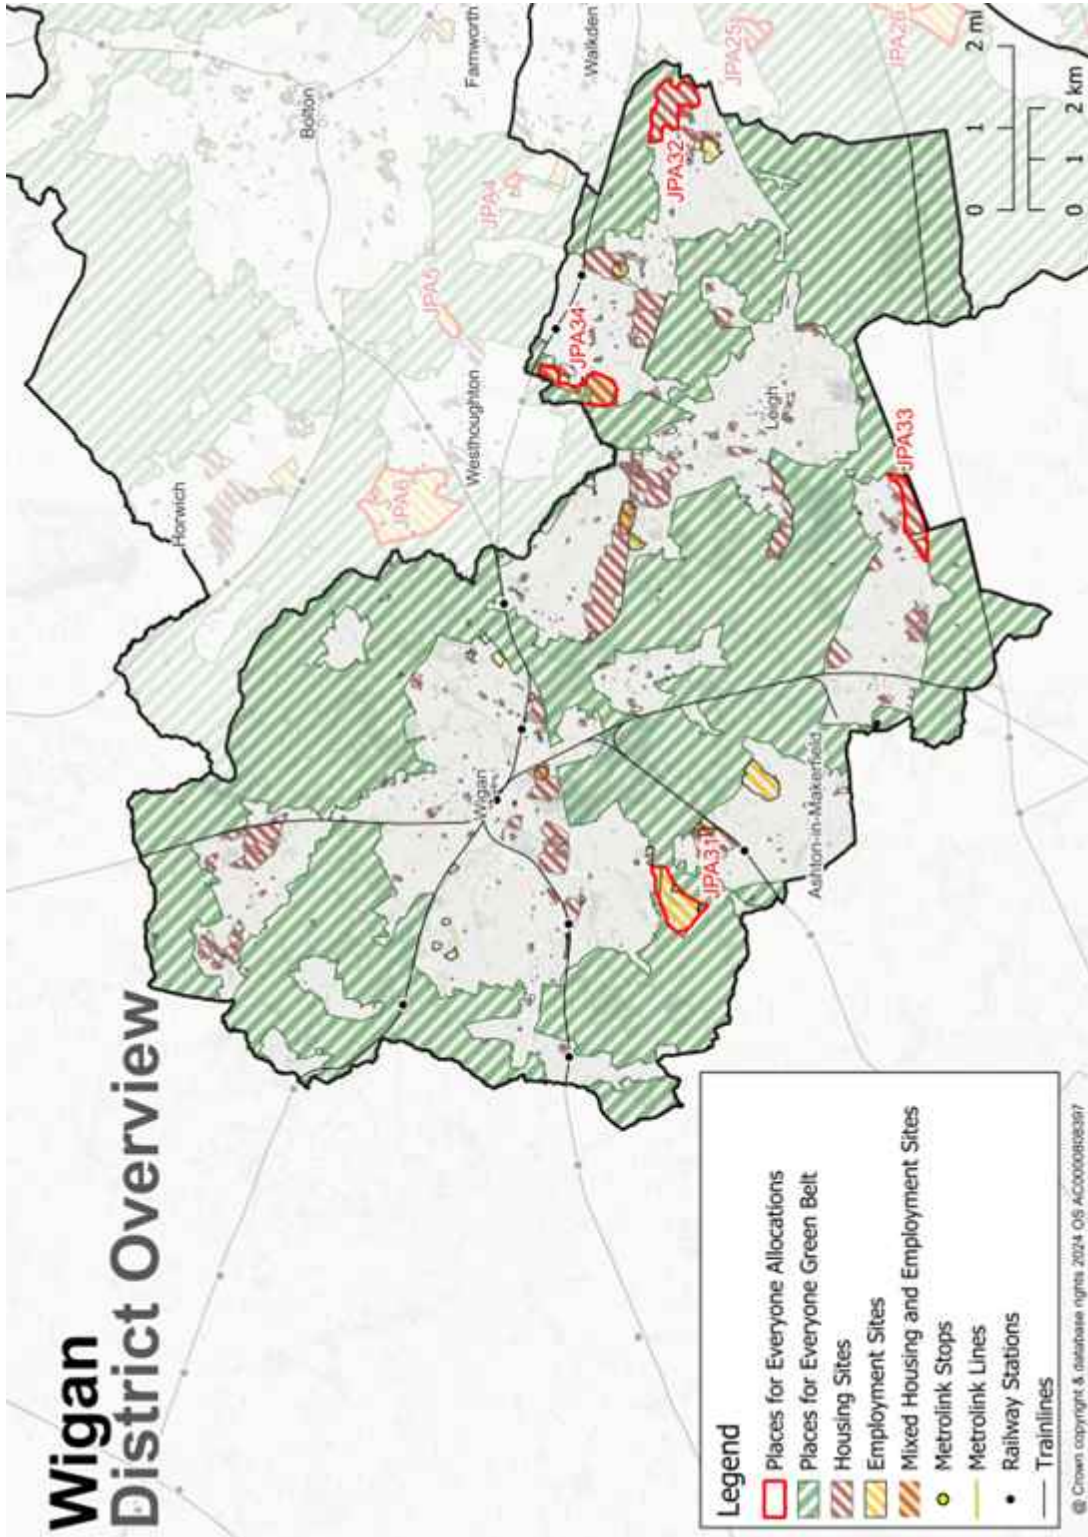 Wigan
District Overview
Horwich
Bolton
Farnworth
Walkden
Westhoughton
Wigan
Leigh
Ashton-in-Makerfield
JPA4
JPA5
JPA6
JPA25
JPA26
JPA31
JPA32
JPA33
JPA34
Legend
Places for Everyone Allocations
Places for Everyone Green Belt
Housing Sites
Employment Sites
Mixed Housing and Employment Sites
Metrolink Stops
Metrolink Lines
Railway Stations
Trainlines
0 1 2 mi
0 1 2 km
@ Crown copyright & database rights 2024 OS AC0000808397